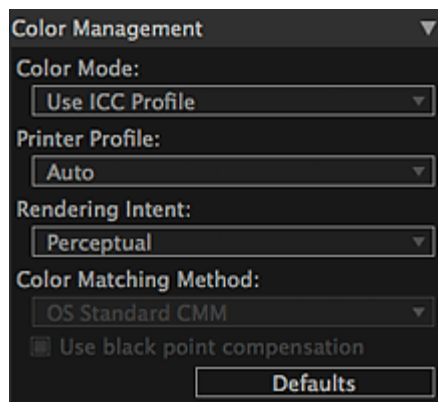 Color Management
Color Mode:
Use ICC Profile
Printer Profile:
Auto
Rendering Intent:
Perceptual
Color Matching Method:
OS Standard CMM
Use black point compensation
Defaults